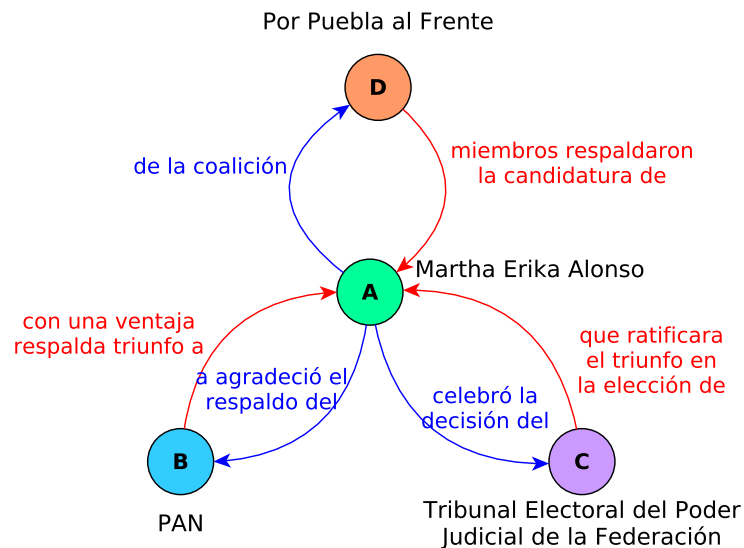 Por Puebla al Frente
D
de la coalición
miembros respaldaron
la candidatura de
Martha Erika Alonso
A
con una ventaja
respalda triunfo a
a agradeció el
respaldo del
celebró la
decisión del
que ratificara
el triunfo en
la elección de
B
C
PAN
Tribunal Electoral del Poder
Judicial de la Federación